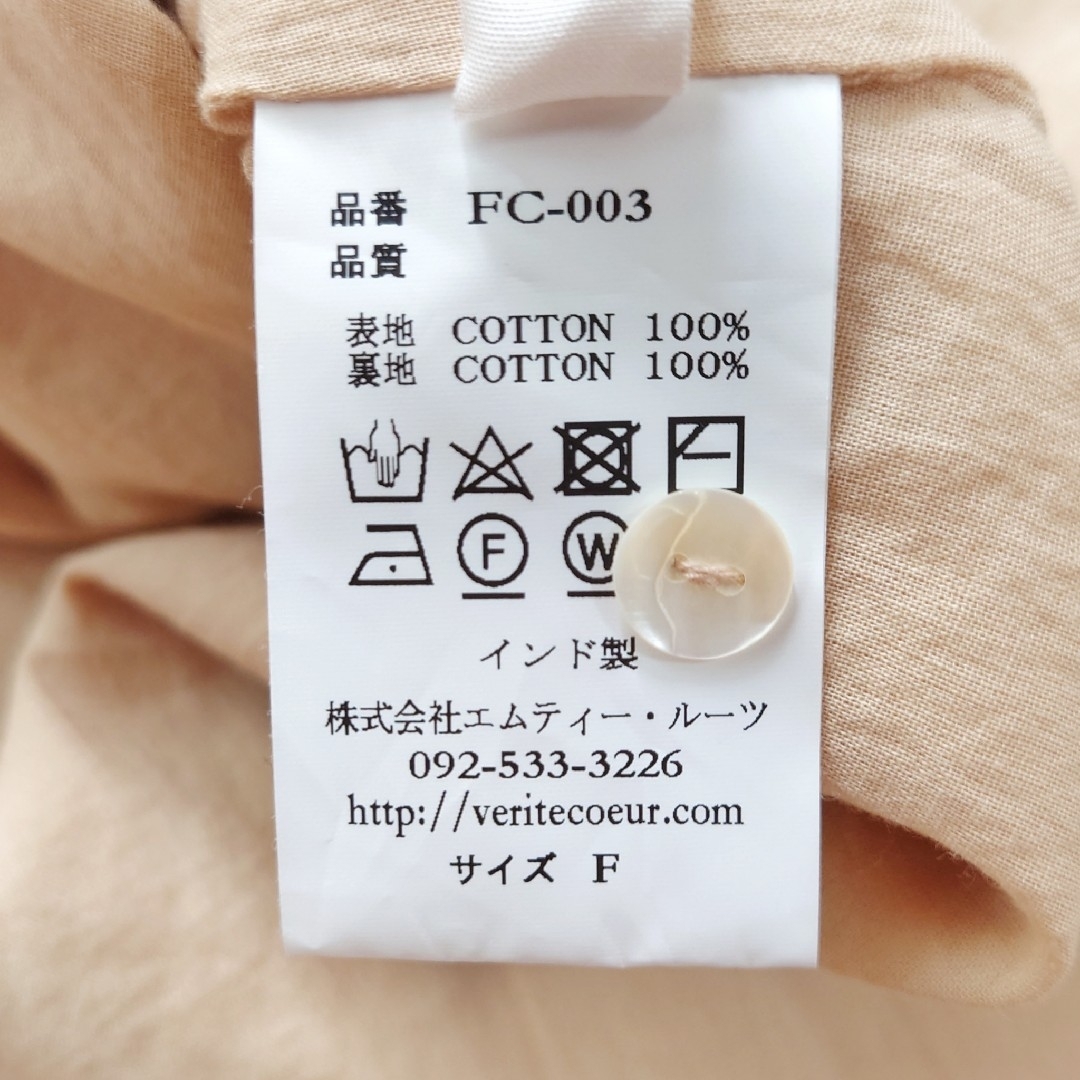 品番 FC-003
品質
表地 COTTON 100%
裏地 COTTON 100%
F W
インド製
株式会社エムティー・ルーツ
092-533-3226
http://veritecoeur.com
サイズ F